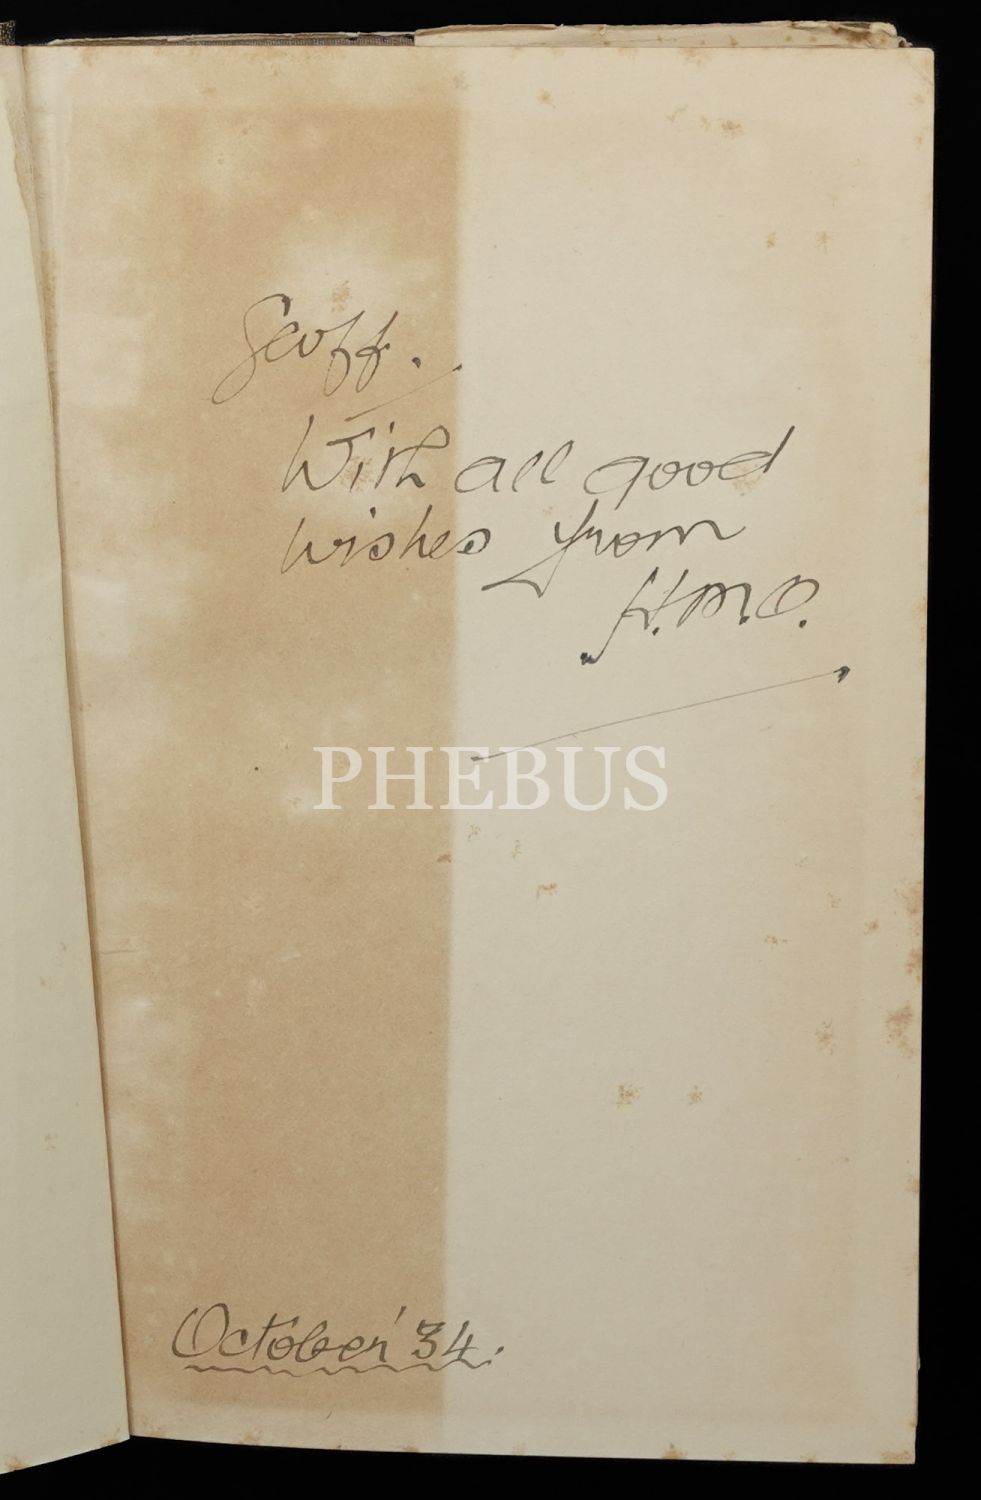 Geoff.
With all good
wishes from
H.M.O.
PHEBUS
October '34.